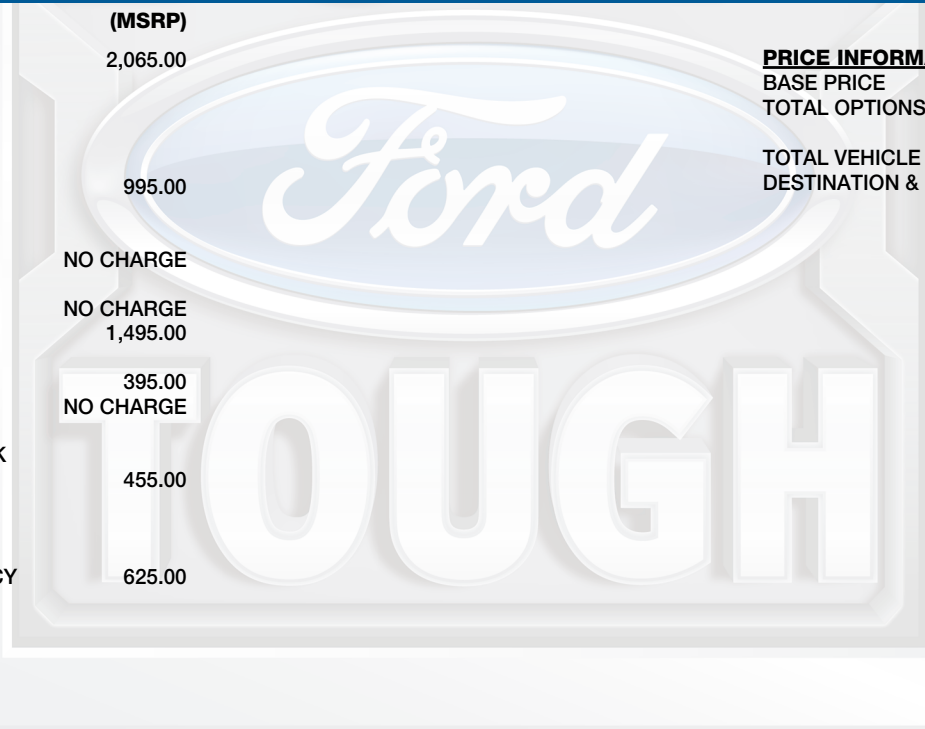 (MSRP)
2,065.00
995.00
NO CHARGE
NO CHARGE
1,495.00
395.00
NO CHARGE
K
455.00
CY
625.00
PRICE INFORMA
BASE PRICE
TOTAL OPTIONS
TOTAL VEHICLE
DESTINATION &
Ford
TOUGH